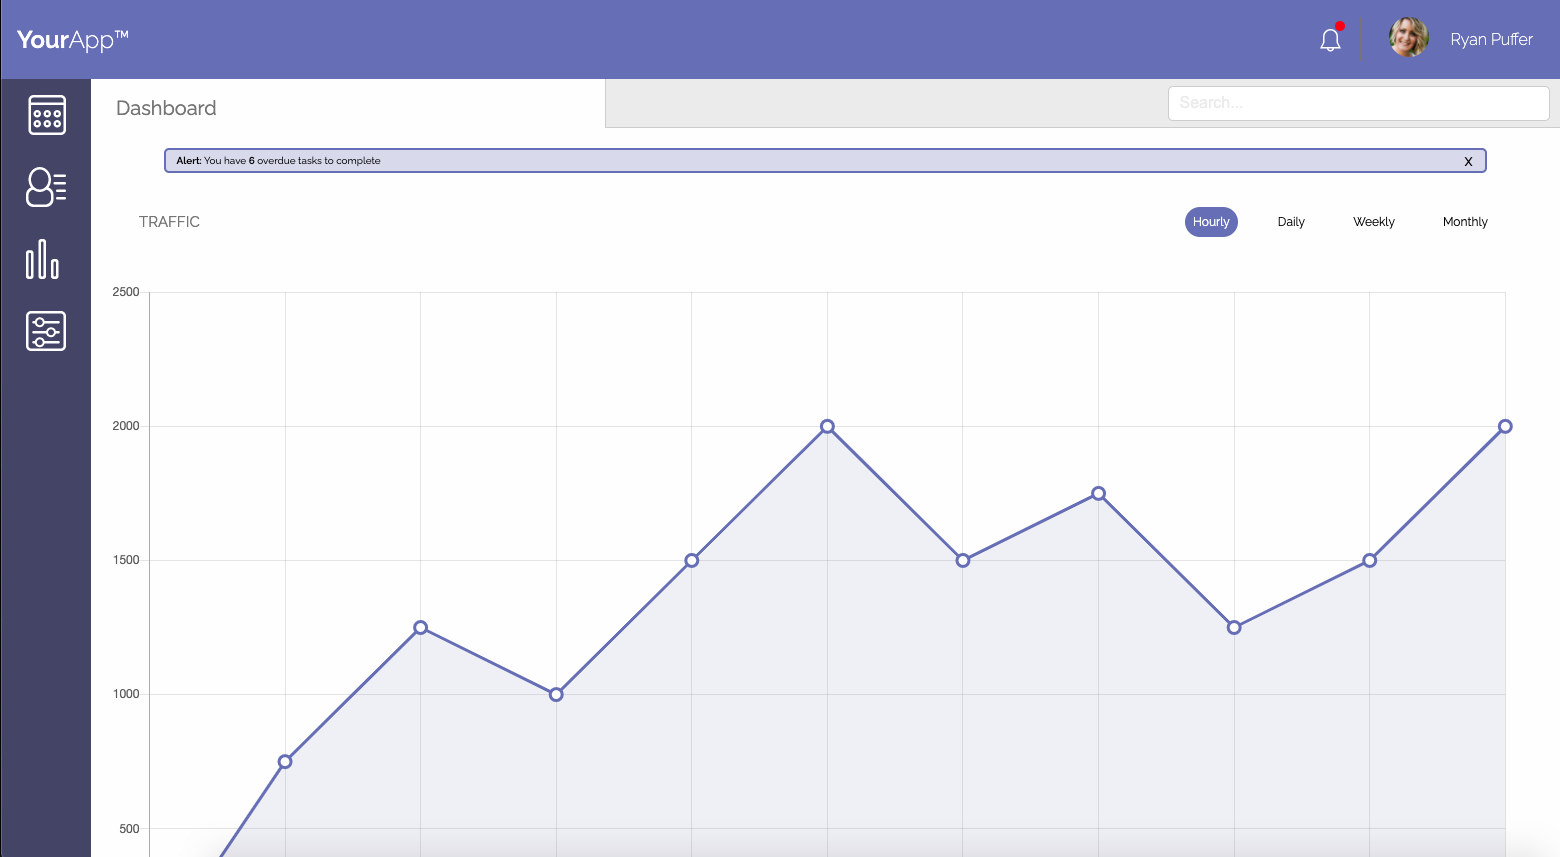 YourApp™
Ryan Puffer
Dashboard
Search...
Alert: You have 6 overdue tasks to complete
X
TRAFFIC
Hourly
Daily
Weekly
Monthly
2500
2000
1500
1000
500